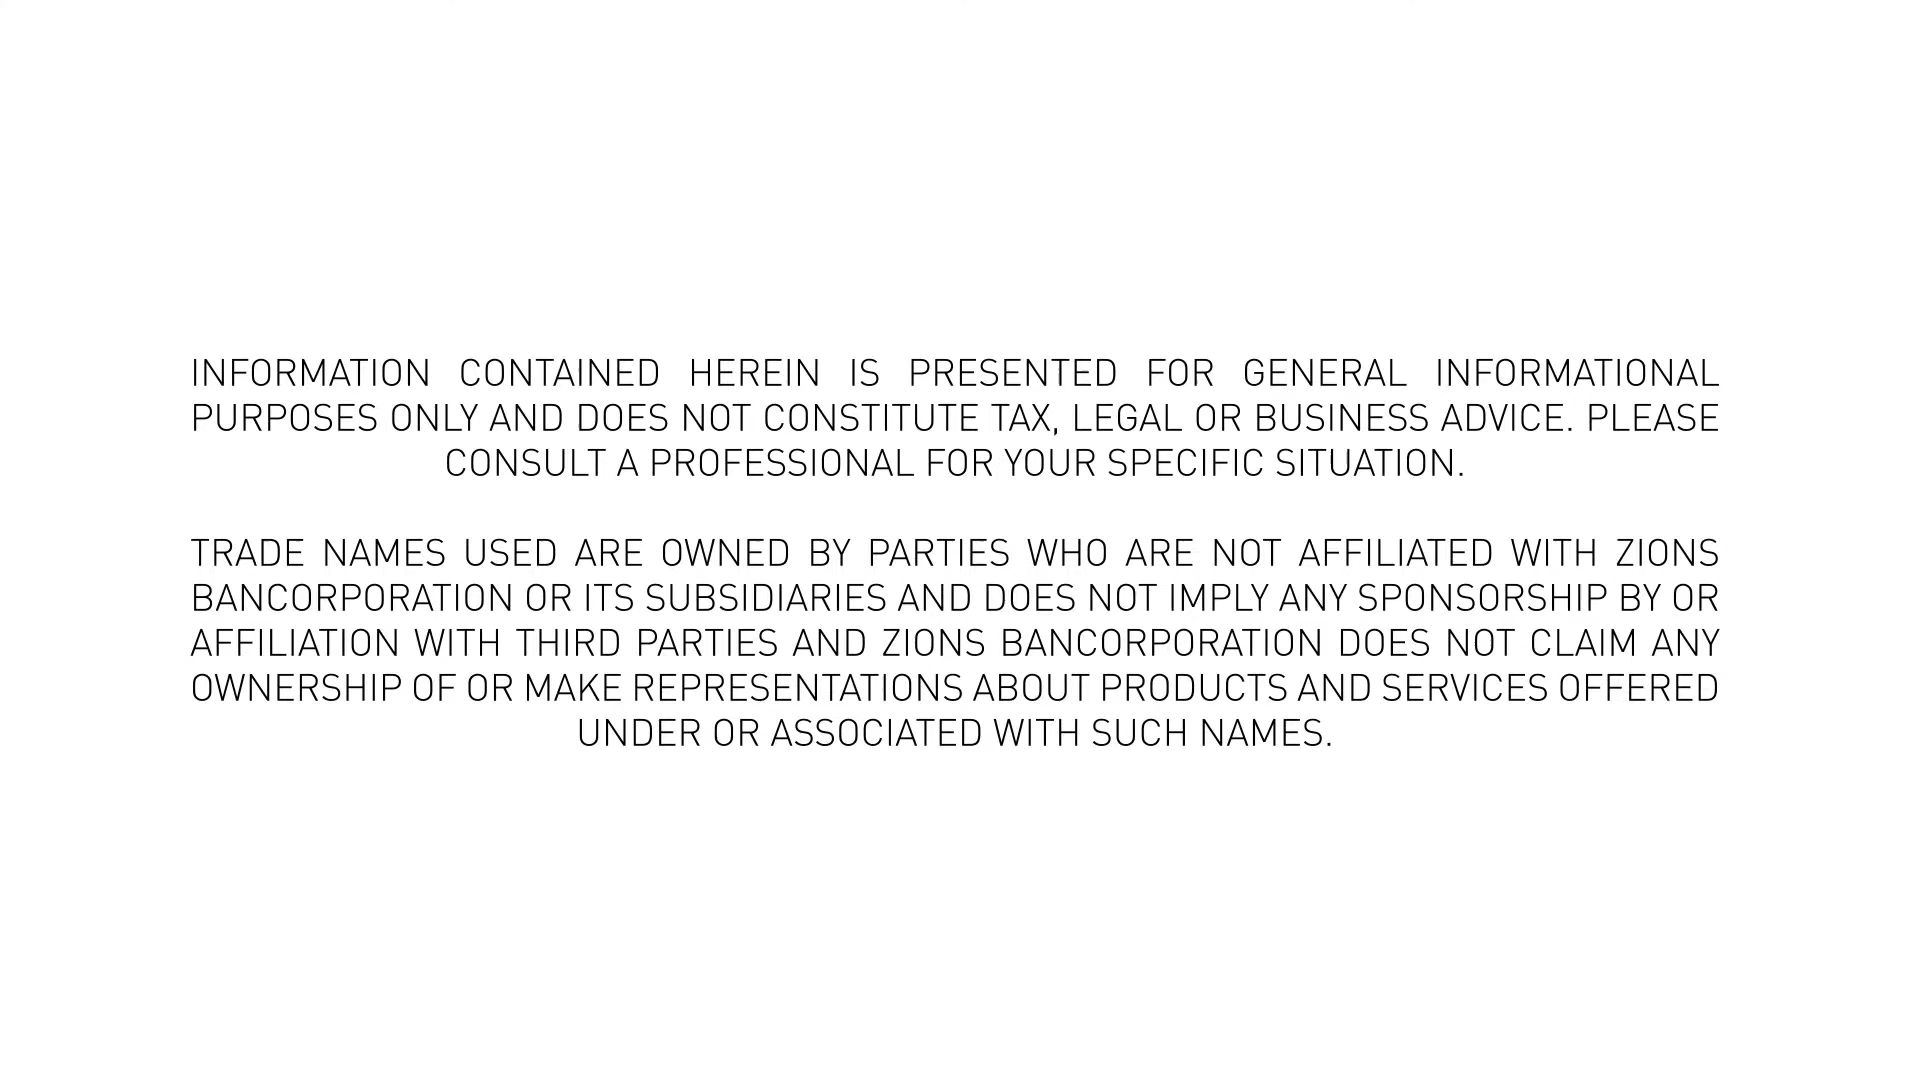 INFORMATION CONTAINED HEREIN IS PRESENTED FOR GENERAL INFORMATIONAL
PURPOSES ONLY AND DOES NOT CONSTITUTE TAX, LEGAL OR BUSINESS ADVICE. PLEASE
CONSULT A PROFESSIONAL FOR YOUR SPECIFIC SITUATION.
TRADE NAMES USED ARE OWNED BY PARTIES WHO ARE NOT AFFILIATED WITH ZIONS
BANCORPORATION OR ITS SUBSIDIARIES AND DOES NOT IMPLY ANY SPONSORSHIP BY OR
AFFILIATION WITH THIRD PARTIES AND ZIONS BANCORPORATION DOES NOT CLAIM ANY
OWNERSHIP OF OR MAKE REPRESENTATIONS ABOUT PRODUCTS AND SERVICES OFFERED
UNDER OR ASSOCIATED WITH SUCH NAMES.